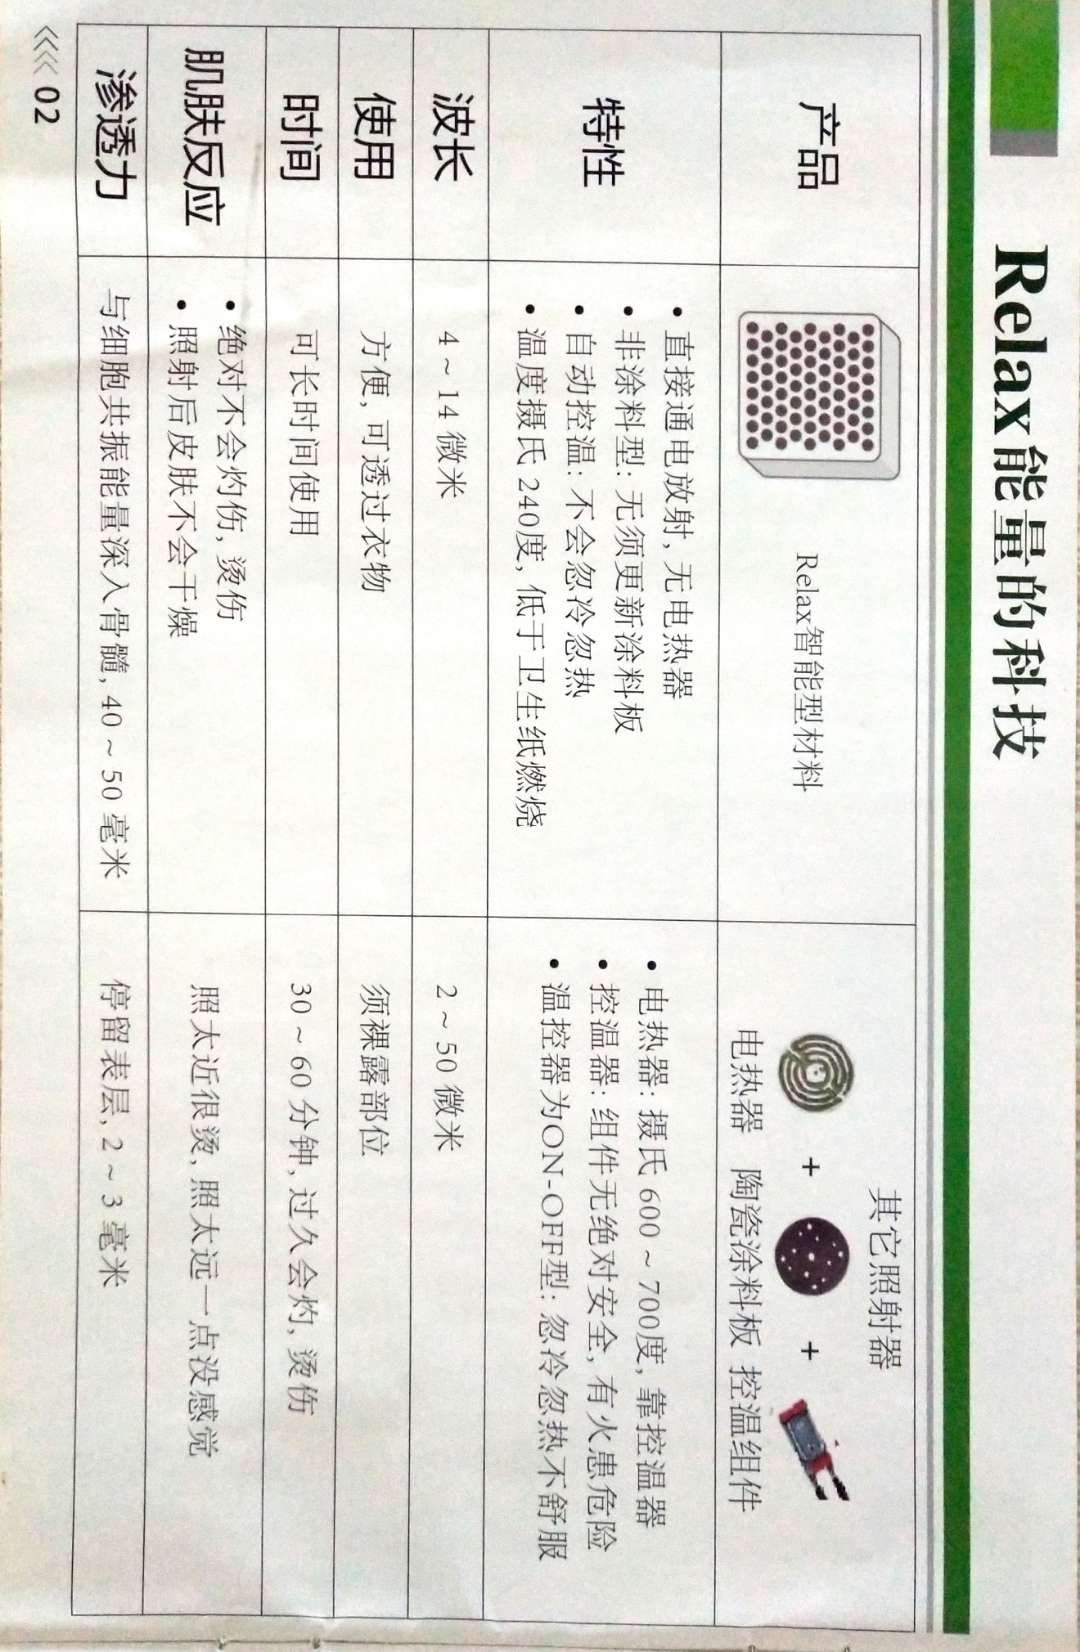 Relax能量的科技
产品
Relax智能型材料
其它照射器
+ +
电热器 陶瓷涂料板 控温组件
特性
• 直接通电放射, 无电热器
• 非涂料型: 无须更新涂料板
• 自动控温: 不会忽冷忽热
• 温度摄氏 240度, 低于卫生纸燃烧
• 电热器: 摄氏 600 ~ 700度, 靠控温器
• 控温器: 组件无绝对安全, 有火患危险
• 温控器为ON-OFF型: 忽冷忽热不舒服
波长
4 ~ 14 微米
2 ~ 50 微米
使用
方便, 可透过衣物
须裸露部位
时间
可长时间使用
30 ~ 60 分钟, 过久会灼, 烫伤
肌肤反应
• 绝对不会灼伤, 烫伤
• 照射后皮肤不会干燥
照太近很烫, 照太远一点没感觉
渗透力
与细胞共振能量深入骨髓, 40 ~ 50 毫米
停留表层, 2 ~ 3 毫米
<<<< 02